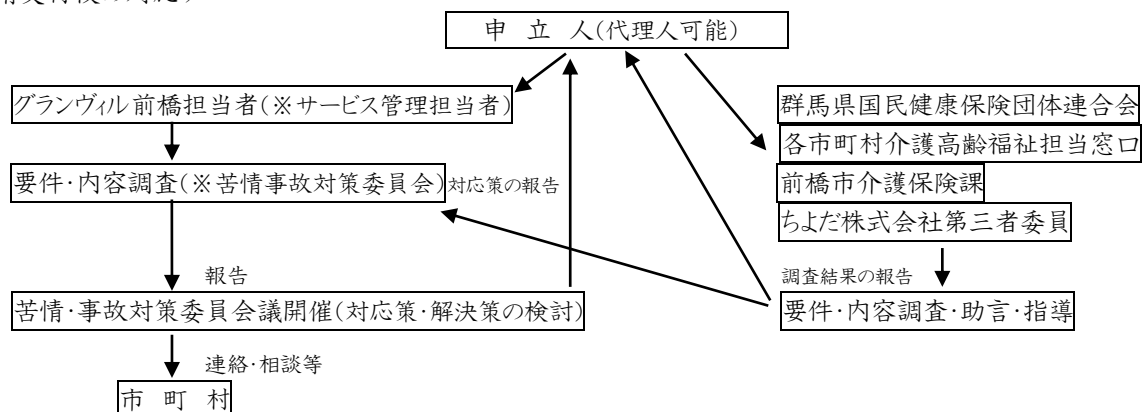 申 立 人(代理人可能)
グランヴィル前橋担当者(※サービス管理担当者)
群馬県国民健康保険団体連合会
各市町村介護高齢福祉担当窓口
前橋市介護保険課
ちよだ株式会社第三者委員
要件・内容調査(※苦情事故対策委員会)
対応策の報告
報告
調査結果の報告
苦情・事故対策委員会議開催(対応策・解決策の検討)
要件・内容調査・助言・指導
連絡・相談等
市 町 村